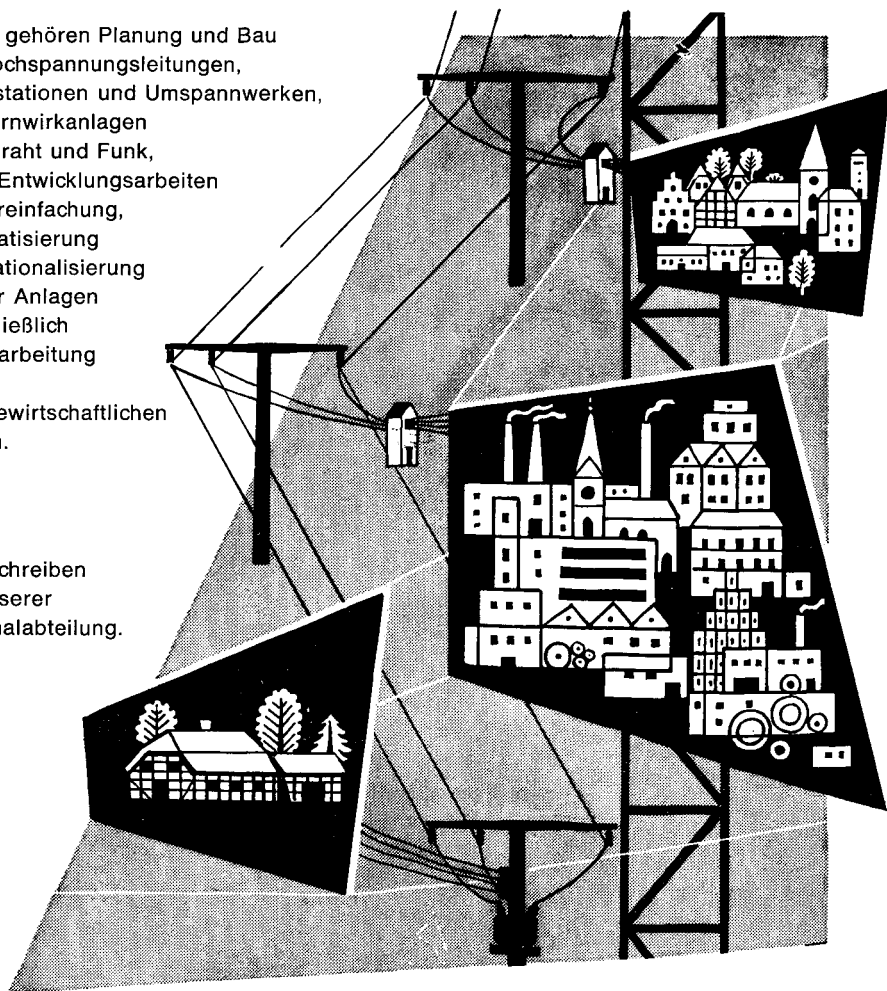 gehören Planung und Bau
ochspannungsleitungen,
stationen und Umspannwerken,
ernwirkanlagen
raht und Funk,
Entwicklungsarbeiten
reinfachung,
atisierung
ationalisierung
r Anlagen
ießlich
arbeitung
ewirtschaftlichen
.
chreiben
serer
alabteilung.